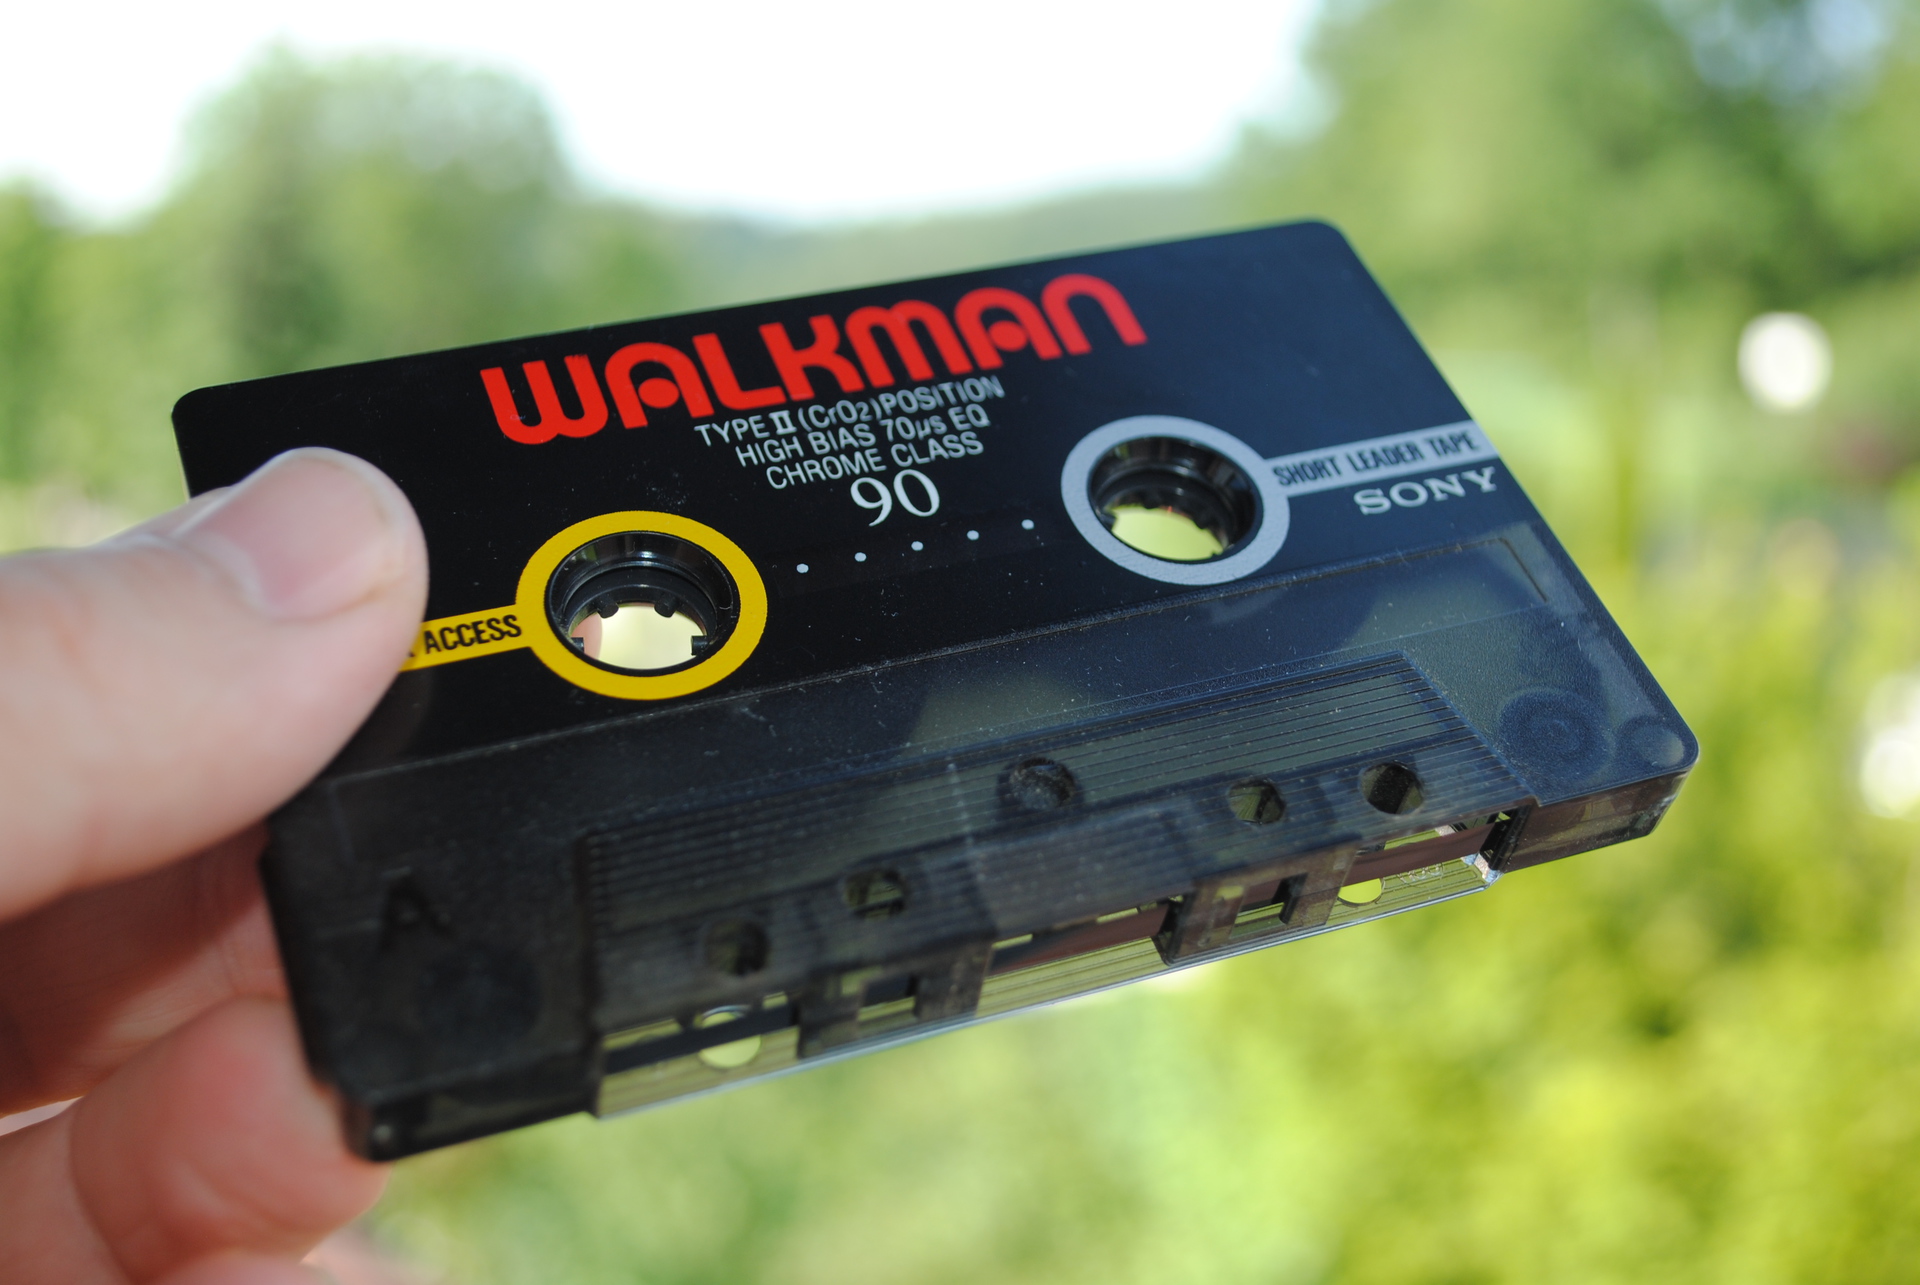 WALKMAN
TYPE II (CrO2) POSITION
HIGH BIAS 70µs EQ
CHROME CLASS
90
SHORT LEADER TAPE
SONY
ACCESS
A